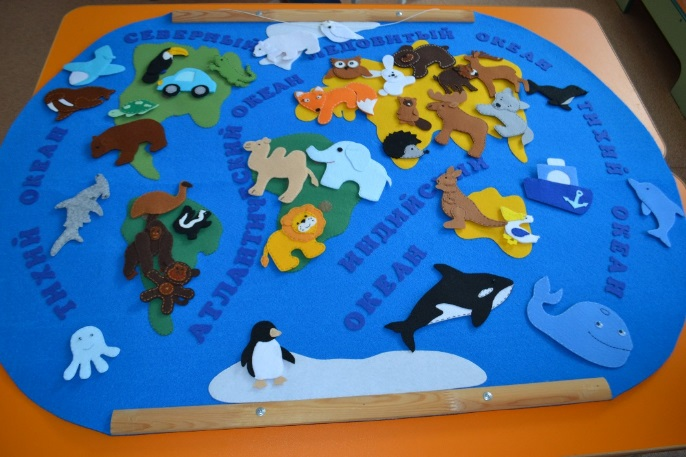 СЕВЕРНЫЙ ЛЕДОВИТЫЙ ОКЕАН
ТИХИЙ ОКЕАН
АТЛАНТИЧЕСКИЙ ОКЕАН
ИНДИЙСКИЙ
ОКЕАН
ТИХИЙ ОКЕАН